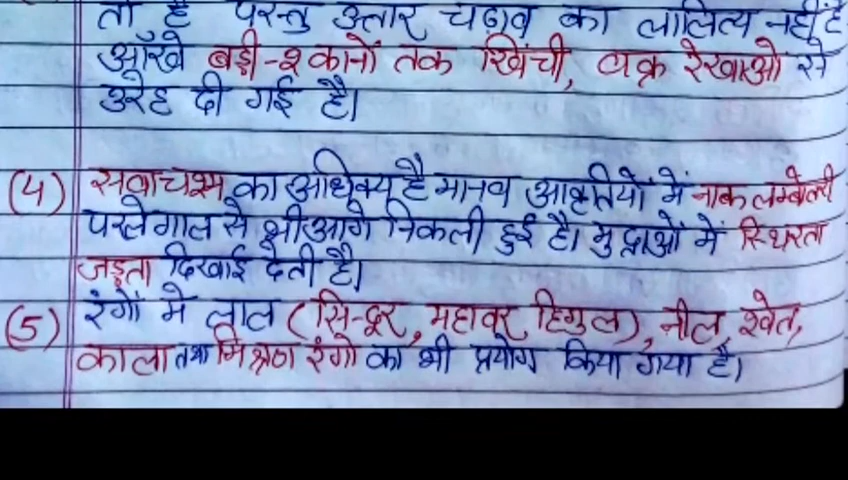 तो है परन्तु उतार चढ़ाव का लालित्य नहीं है
आँखे बड़ी-२ कानों तक खिंची, वक्र रेखाओं से
उरेह दी गई है।
(4) सवाचश्म का आधिक्य है मानव आकृतियों में नाक लम्बी
परले गाल से भी आगे निकली हुई है। मुद्राओं में स्थिरता
जड़ता दिखाई देती है।
(5) रंगों में लाल (सिन्दूर, महावर, हिगुल), नील, श्वेत,
काला तथा मिश्रण रंगो का भी प्रयोग किया गया है।